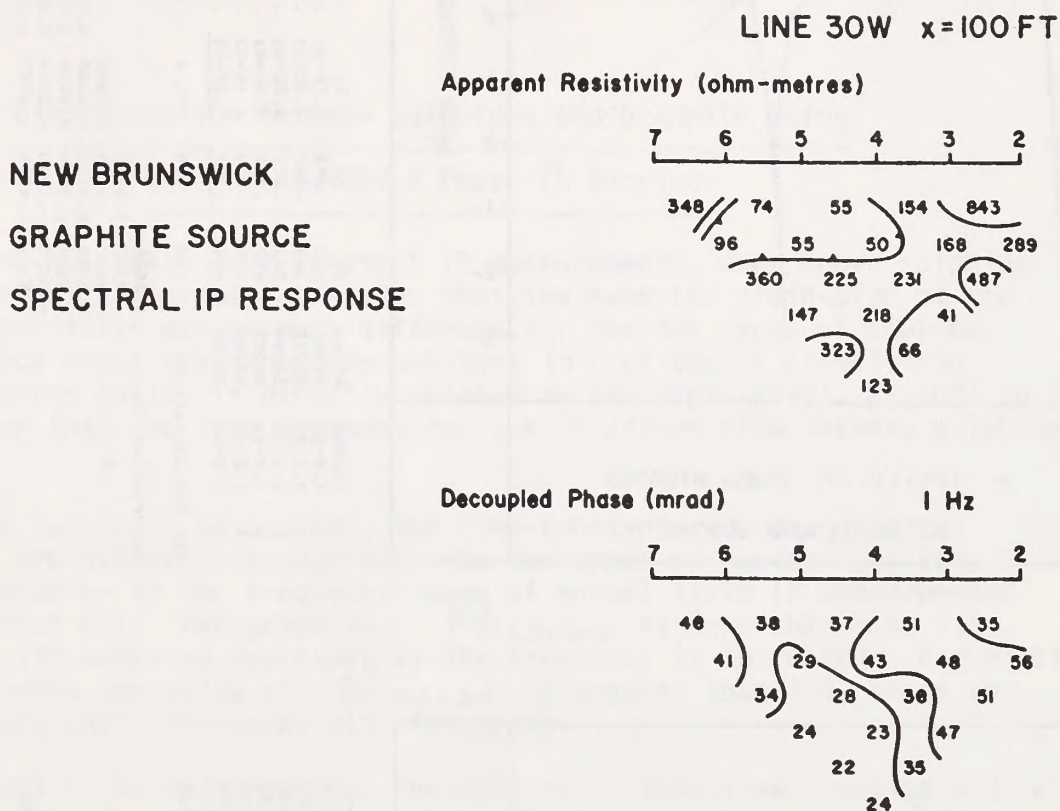 LINE 30W x=100 FT
Apparent Resistivity (ohm-metres)
7 6 5 4 3 2
NEW BRUNSWICK
GRAPHITE SOURCE
SPECTRAL IP RESPONSE
348 74 55 154 843
96 55 50 168 289
360 225 231 487
147 218 41
323 66
123
Decoupled Phase (mrad) 1 Hz
7 6 5 4 3 2
38 37 51 35
41 29 43 48 56
34 28 51
24 23 47
22 35
24